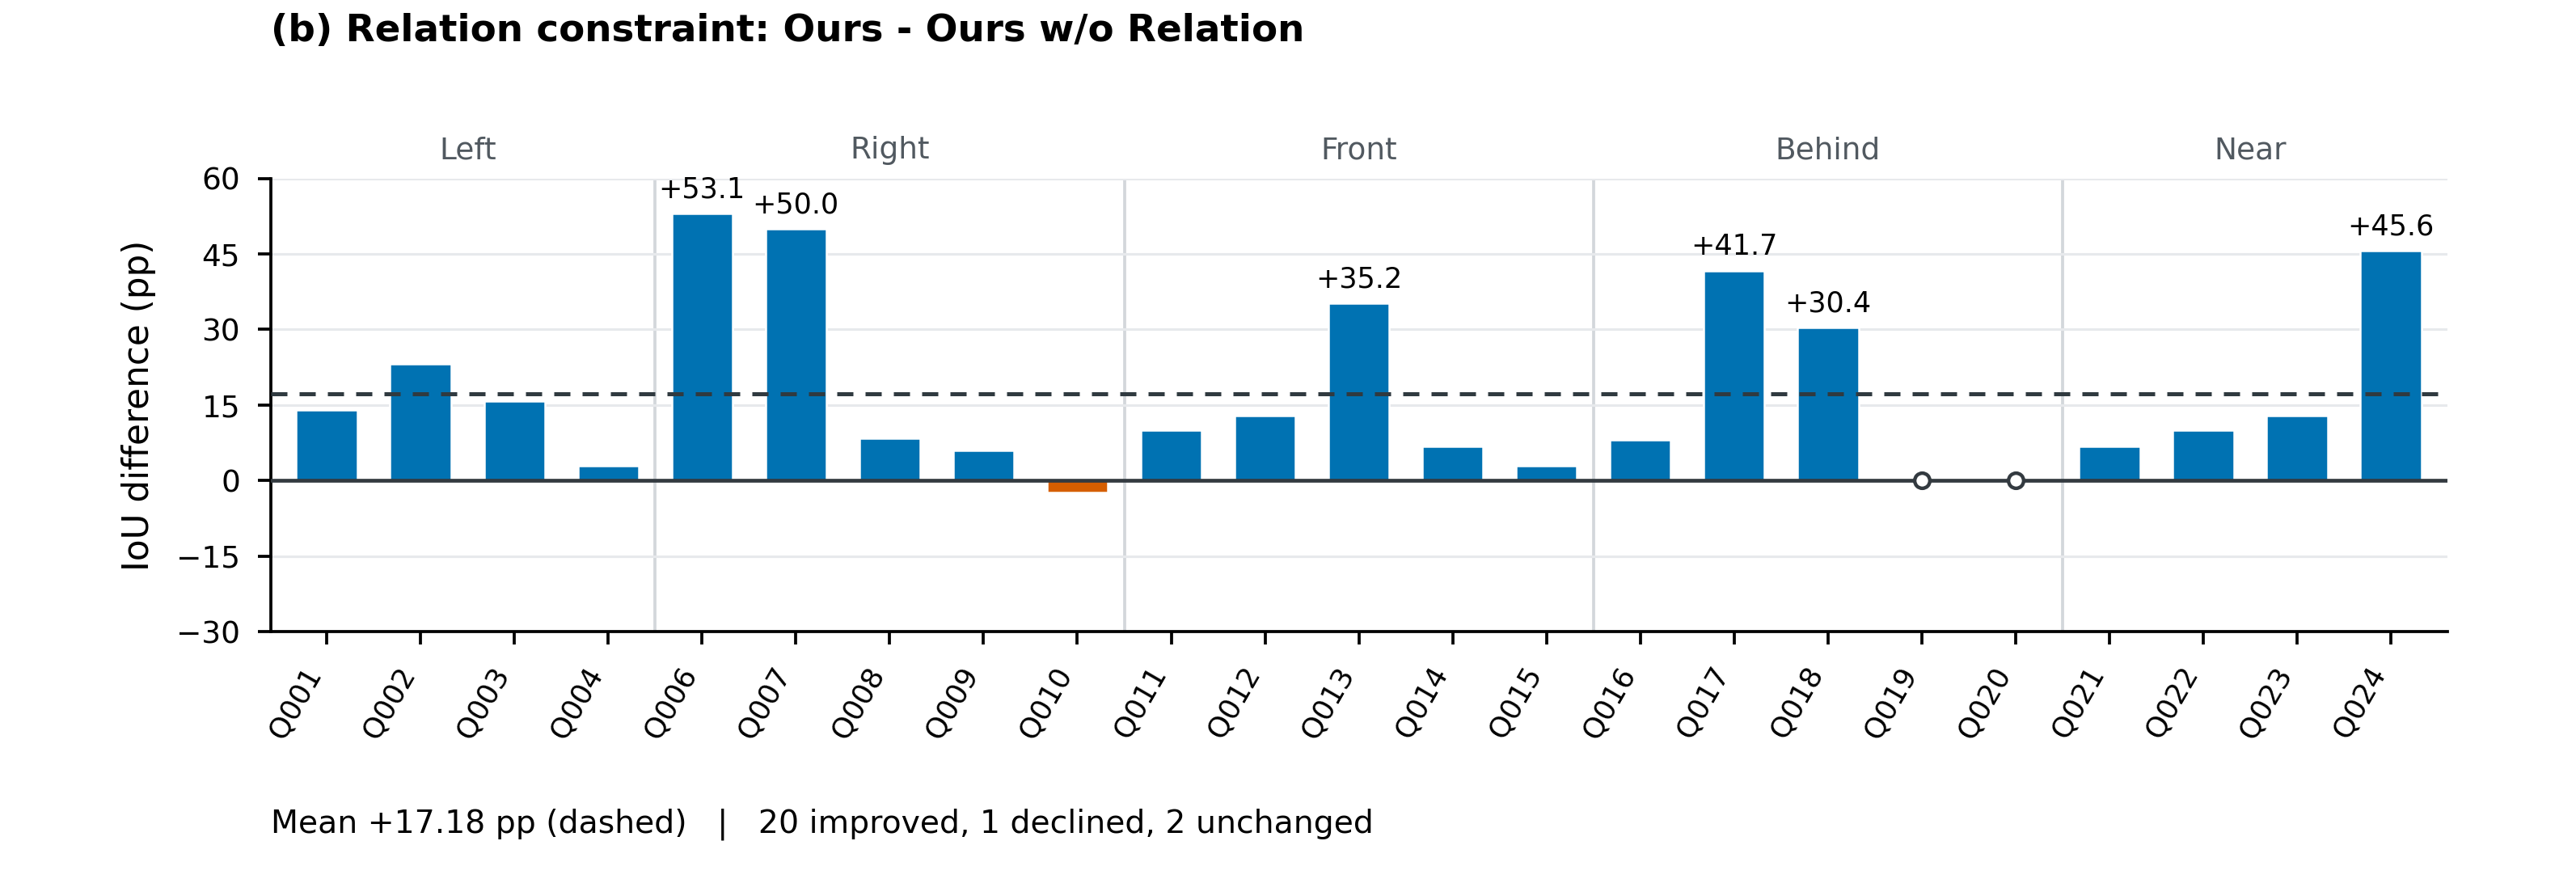 (b) Relation constraint: Ours - Ours w/o Relation
Left Right Front Behind Near
60
45
30
15
0
−15
−30
IoU difference (pp)
+53.1
+50.0
+35.2
+41.7
+30.4
+45.6
Q001 Q002 Q003 Q004 Q006 Q007 Q008 Q009 Q010 Q011 Q012 Q013 Q014 Q015 Q016 Q017 Q018 Q019 Q020 Q021 Q022 Q023 Q024
Mean +17.18 pp (dashed) | 20 improved, 1 declined, 2 unchanged